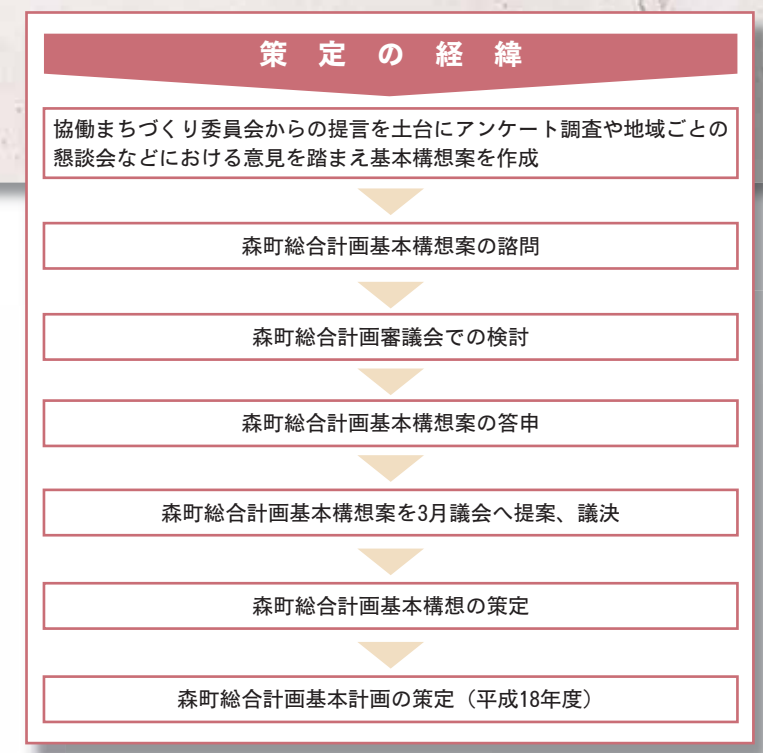 策定の経緯
協働まちづくり委員会からの提言を土台にアンケート調査や地域ごとの
懇談会などにおける意見を踏まえ基本構想案を作成
森町総合計画基本構想案の諮問
森町総合計画審議会での検討
森町総合計画基本構想案の答申
森町総合計画基本構想案を3月議会へ提案、議決
森町総合計画基本構想の策定
森町総合計画基本計画の策定（平成18年度）